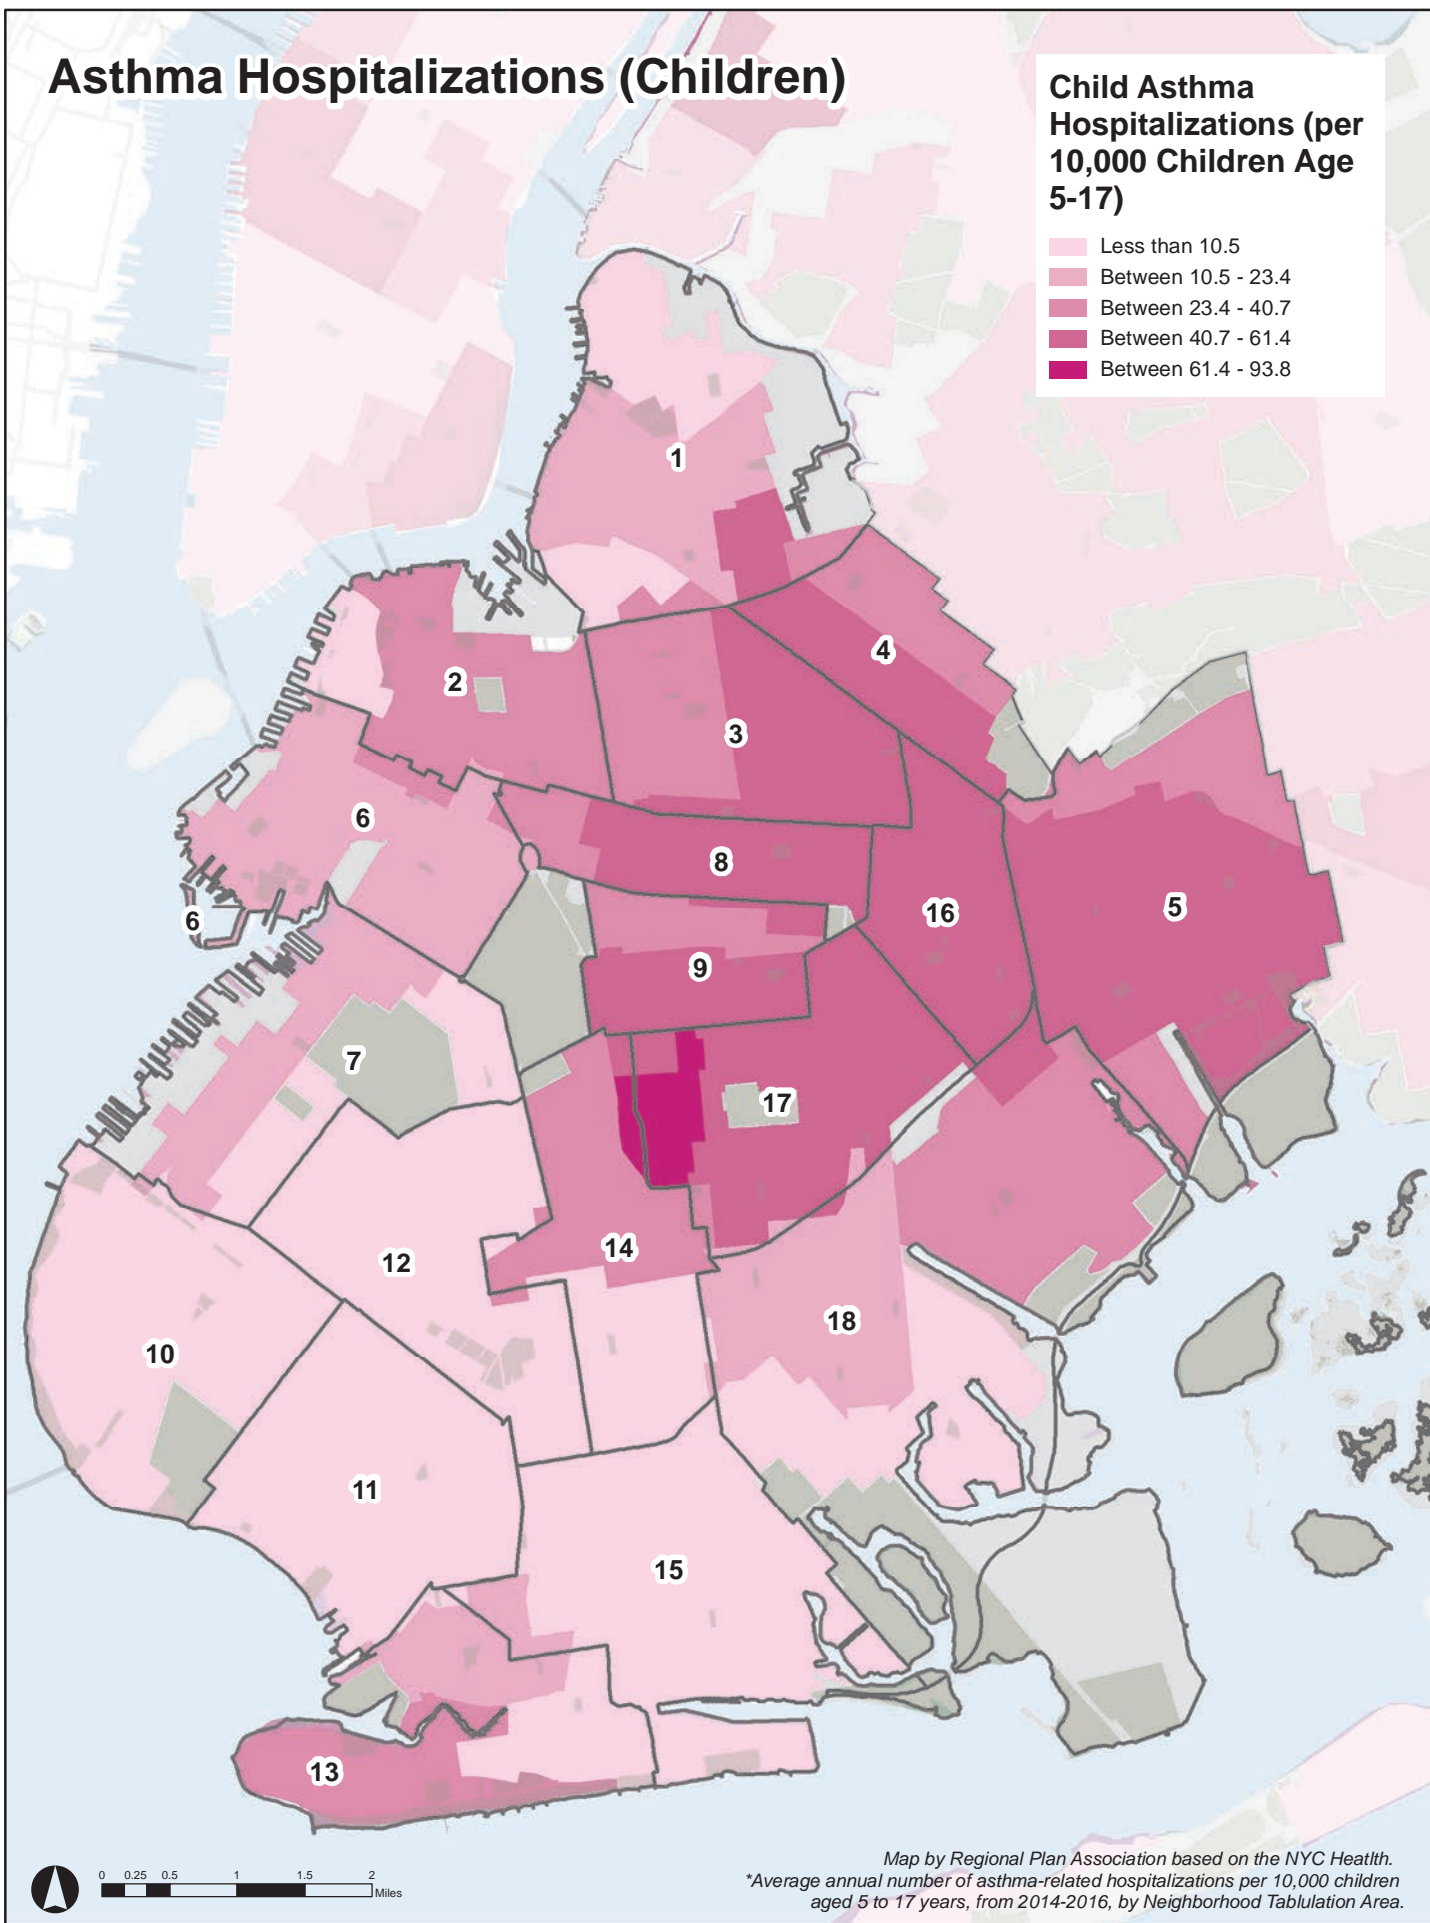 Asthma Hospitalizations (Children)
Child Asthma
Hospitalizations (per
10,000 Children Age
5-17)
Less than 10.5
Between 10.5 - 23.4
Between 23.4 - 40.7
Between 40.7 - 61.4
Between 61.4 - 93.8
1
2
4
3
6
8
5
6
16
9
7
17
14
12
18
10
11
15
13
0 0.25 0.5 1 1.5 2
Miles
Map by Regional Plan Association based on the NYC Heatlth.
*Average annual number of asthma-related hospitalizations per 10,000 children
aged 5 to 17 years, from 2014-2016, by Neighborhood Tablulation Area.